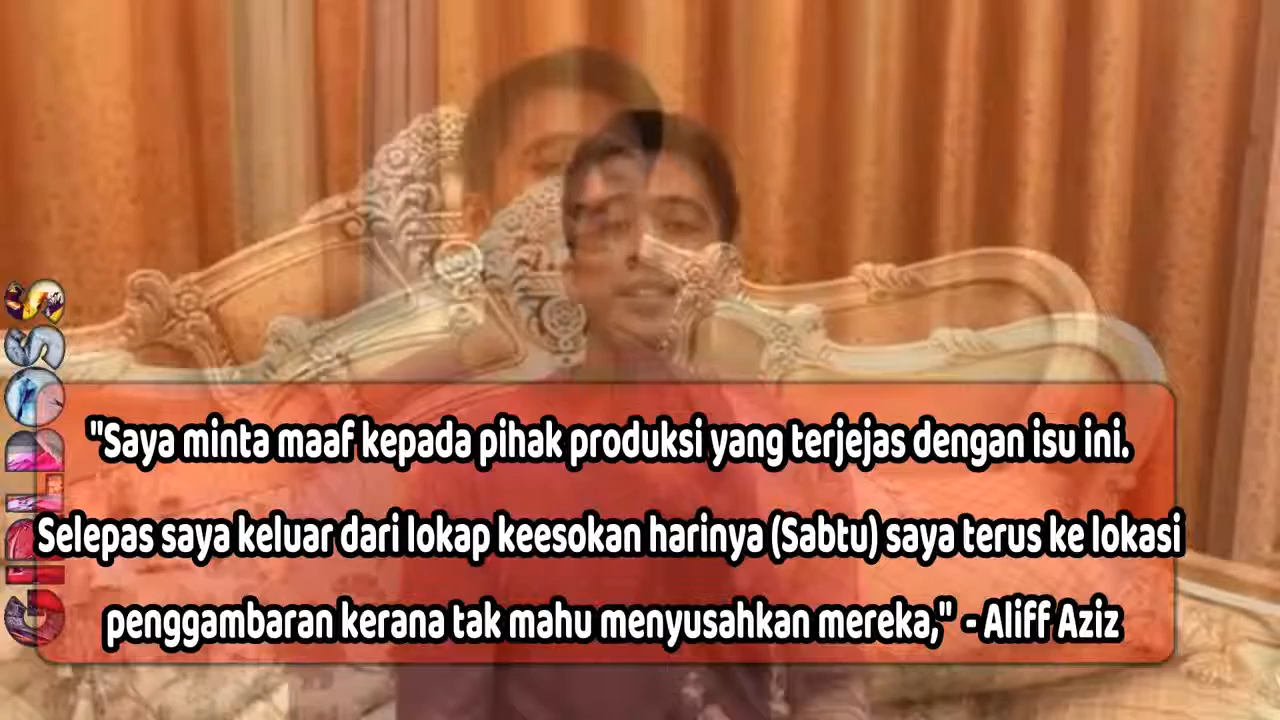 "Saya minta maaf kepada pihak produksi yang terjejas dengan isu ini.
Selepas saya keluar dari lokap keesokan harinya (Sabtu) saya terus ke lokasi
penggambaran kerana tak mahu menyusahkan mereka," - Aliff Aziz